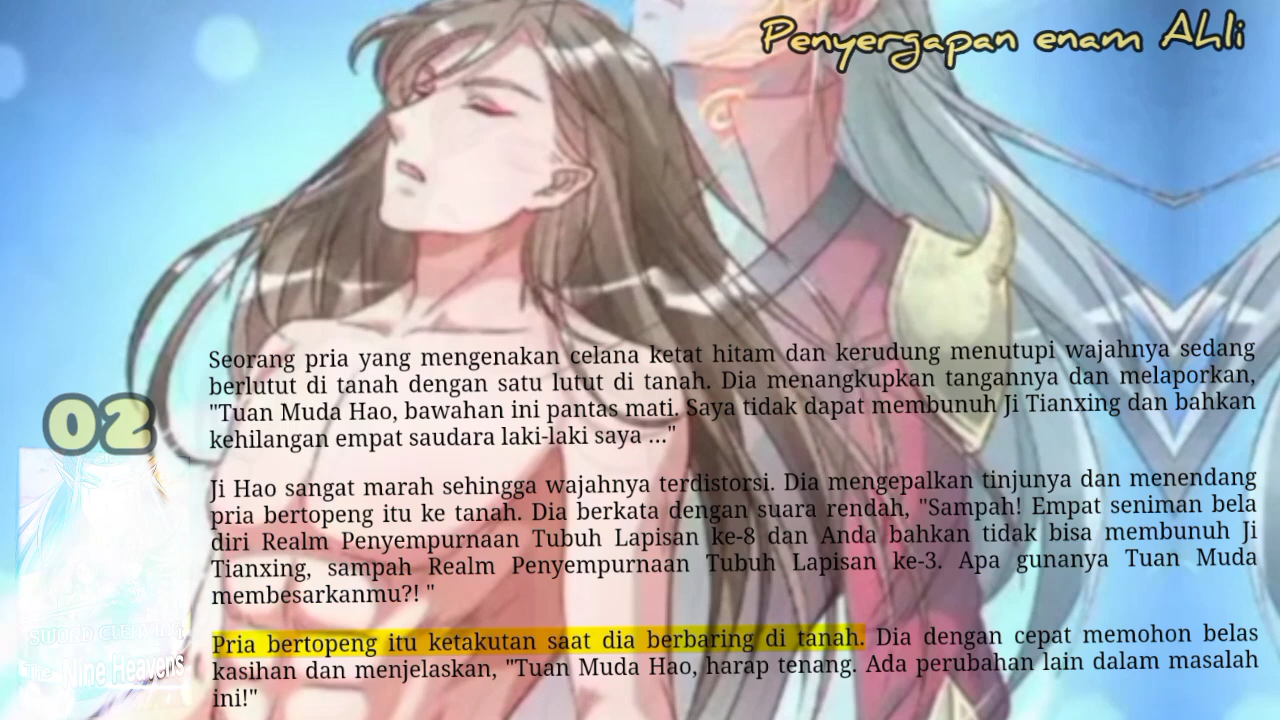 Penyergapan enam Ahli
Seorang pria yang mengenakan celana ketat hitam dan kerudung menutupi wajahnya sedang
berlutut di tanah dengan satu lutut di tanah. Dia menangkupkan tangannya dan melaporkan,
"Tuan Muda Hao, bawahan ini pantas mati. Saya tidak dapat membunuh Ji Tianxing dan bahkan
kehilangan empat saudara laki-laki saya ..."
02
Ji Hao sangat marah sehingga wajahnya terdistorsi. Dia mengepalkan tinjunya dan menendang
pria bertopeng itu ke tanah. Dia berkata dengan suara rendah, "Sampah! Empat seniman bela
diri Realm Penyempurnaan Tubuh Lapisan ke-8 dan Anda bahkan tidak bisa membunuh Ji
Tianxing, sampah Realm Penyempurnaan Tubuh Lapisan ke-3. Apa gunanya Tuan Muda
membesarkanmu?! "
Pria bertopeng itu ketakutan saat dia berbaring di tanah. Dia dengan cepat memohon belas
kasihan dan menjelaskan, "Tuan Muda Hao, harap tenang. Ada perubahan lain dalam masalah
ini!"
SWORD
The Nine Heavens